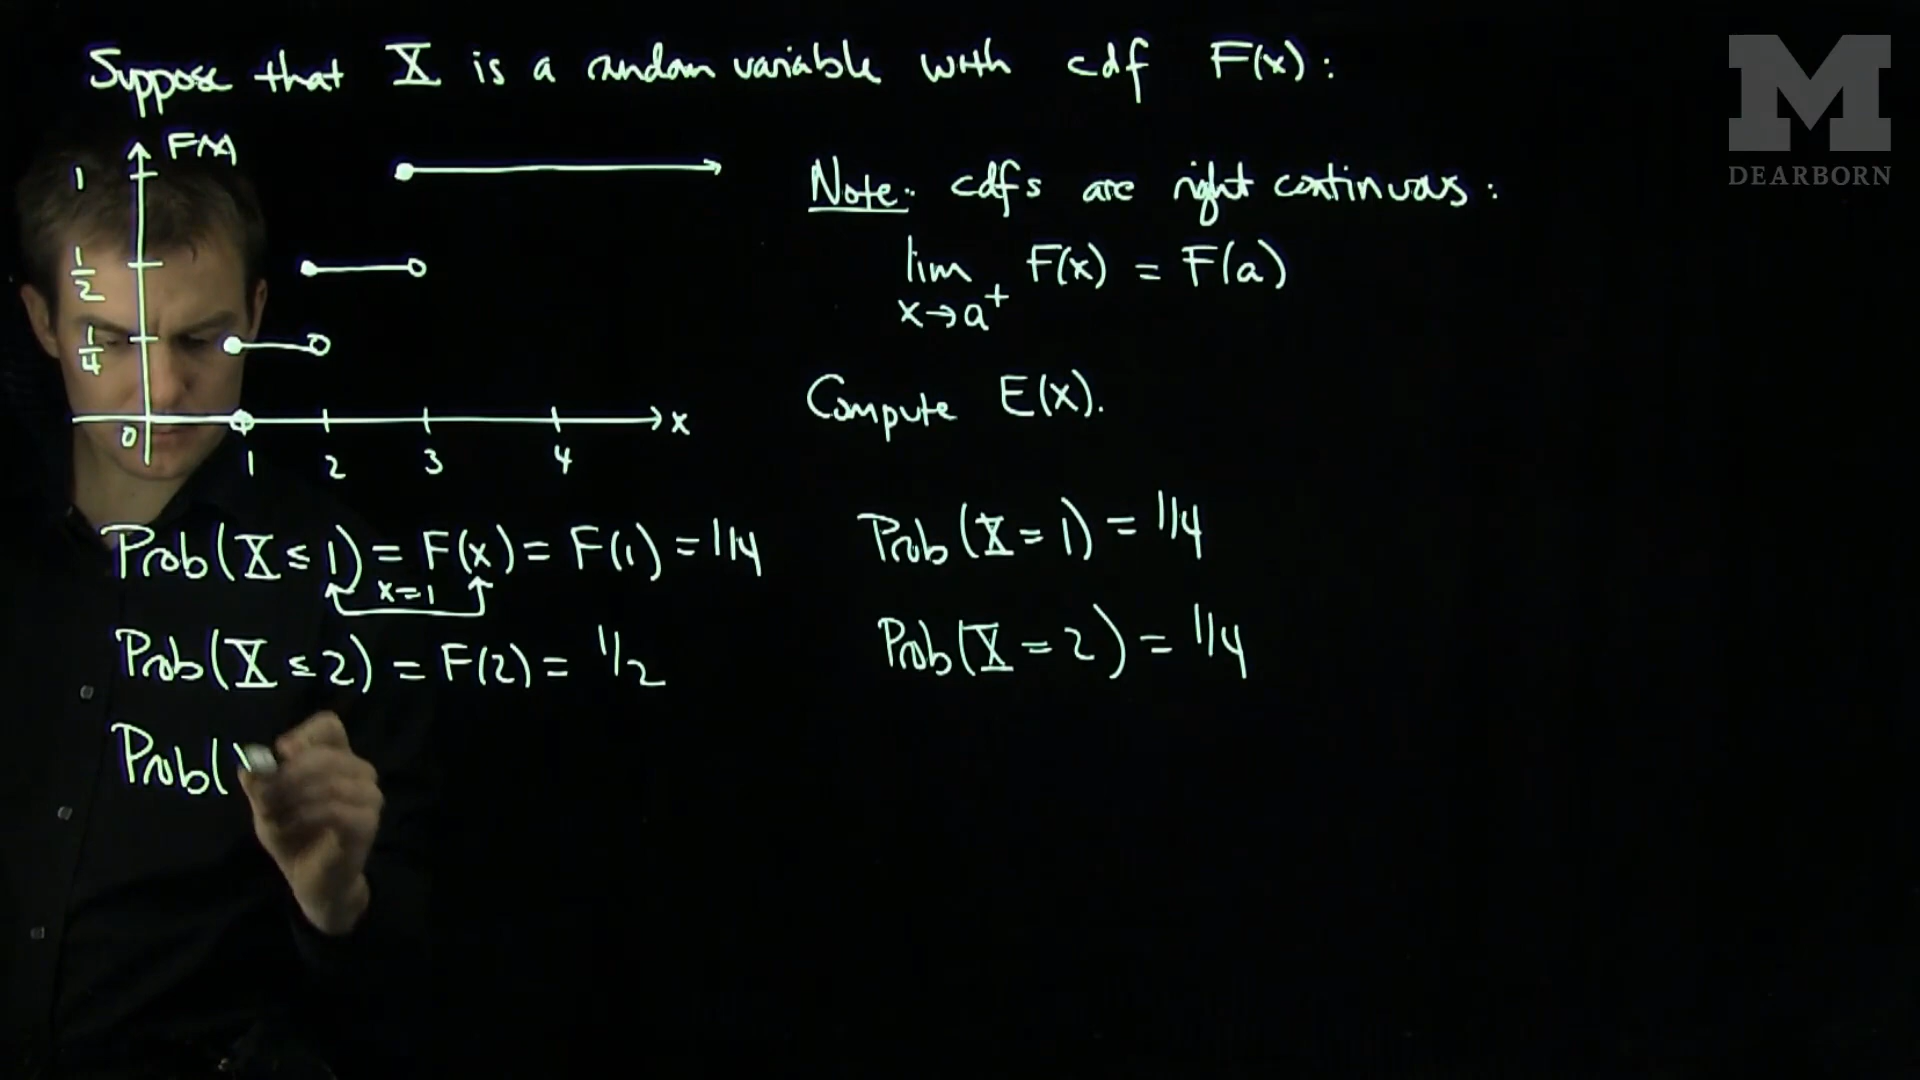 Suppose that X is a random variable with cdf F(x):
M
DEARBORN
F(x)
1
1/2
1/4
0
1 2 3 4
x
Note: cdfs are right continuous:
lim F(x) = F(a)
x→a⁺
Compute E(x).
Prob(X ≤ 1) = F(x) = F(1) = 1/4
x=1
Prob(X ≤ 2) = F(2) = 1/2
Prob(
Prob(X = 1) = 1/4
Prob(X = 2) = 1/4